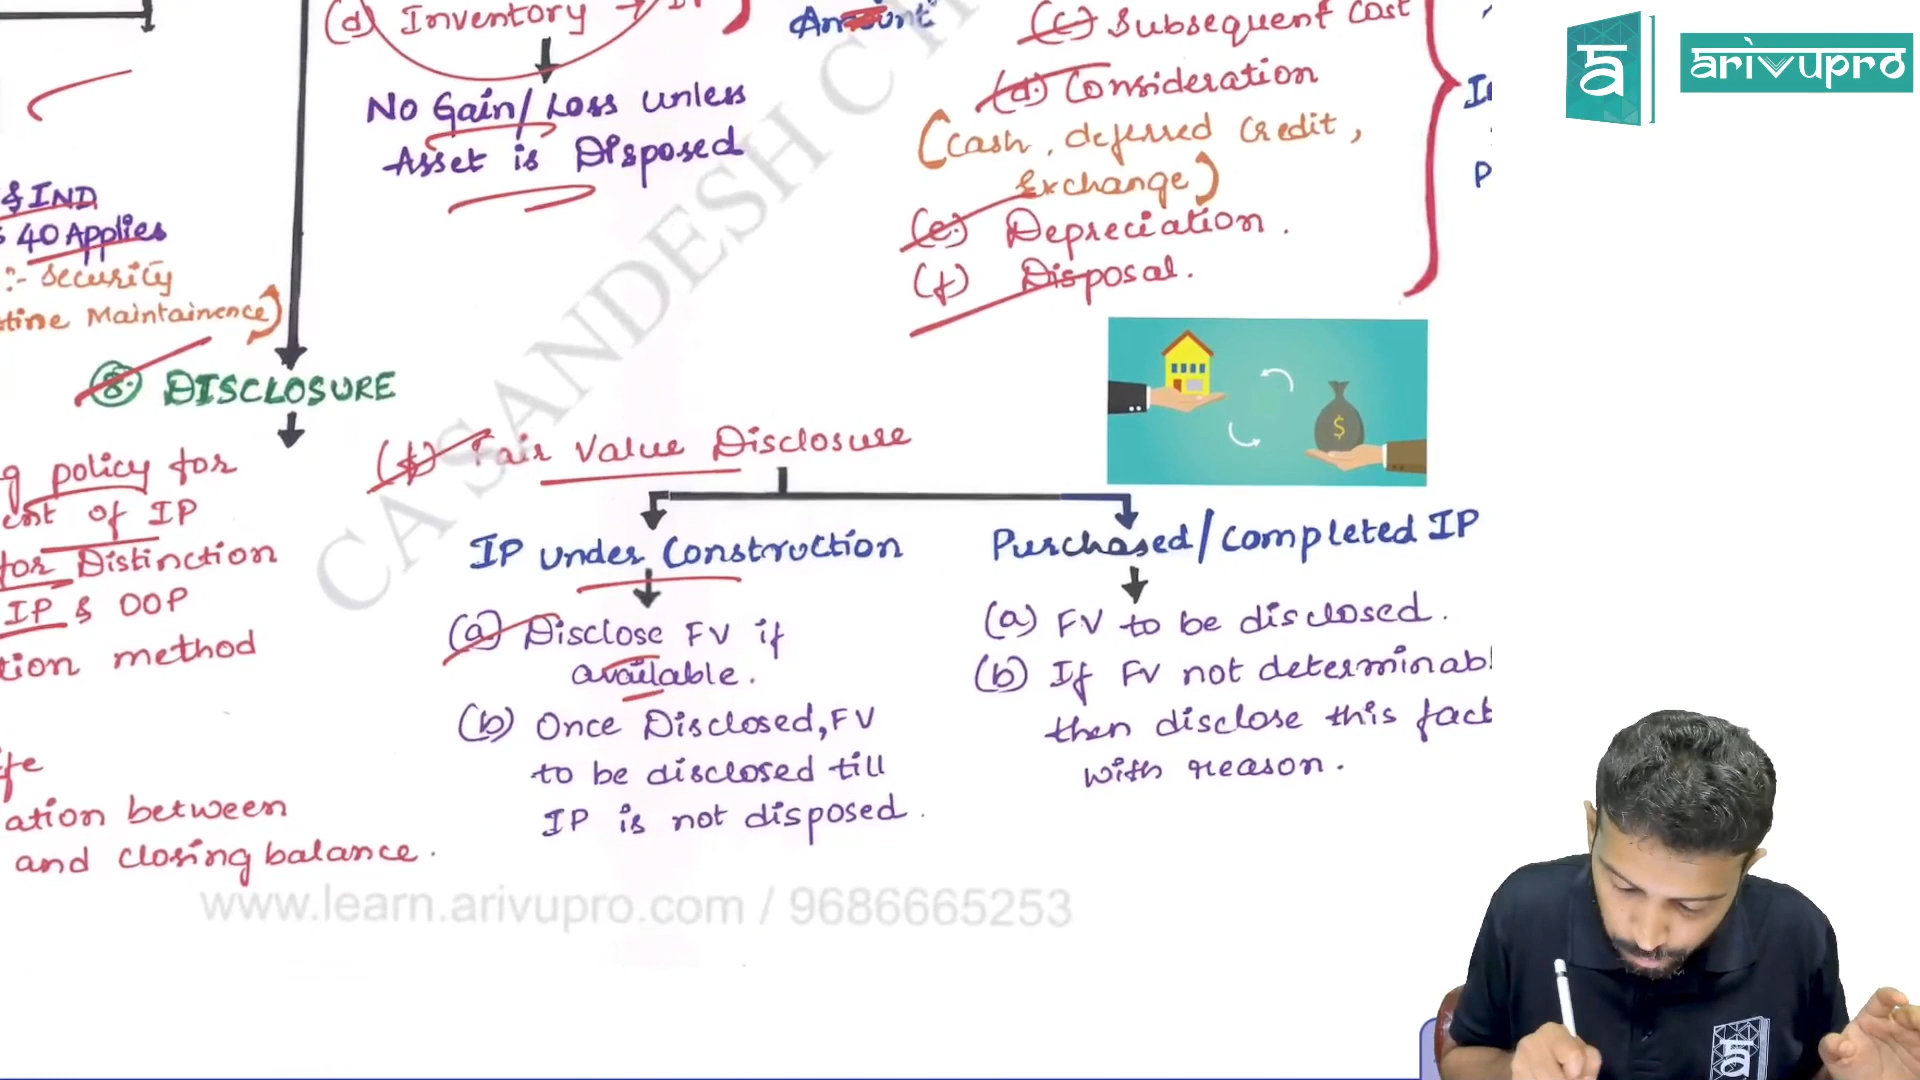 (d) Inventory → IP
No Gain/Loss unless
Asset is Disposed
Amount
(c) Subsequent cost
(d) Consideration
(cash, deferred credit,
Exchange)
(e) Depreciation.
(f) Disposal.
arivupro
& IND
40 Applies
:- Security
Maintainence)
8. DISCLOSURE
policy for
of IP
for Distinction
IP & OOP
method
ation between
and closing balance.
(f) Fair Value Disclosure
IP under Construction
(a) Disclose FV if
available.
(b) Once Disclosed, FV
to be disclosed till
IP is not disposed.
Purchased/completed IP
(a) FV to be disclosed.
(b) If FV not determinabl
then disclose this fact
with reason.
$
CA SANDESH C
www.learn.arivupro.com / 9686665253